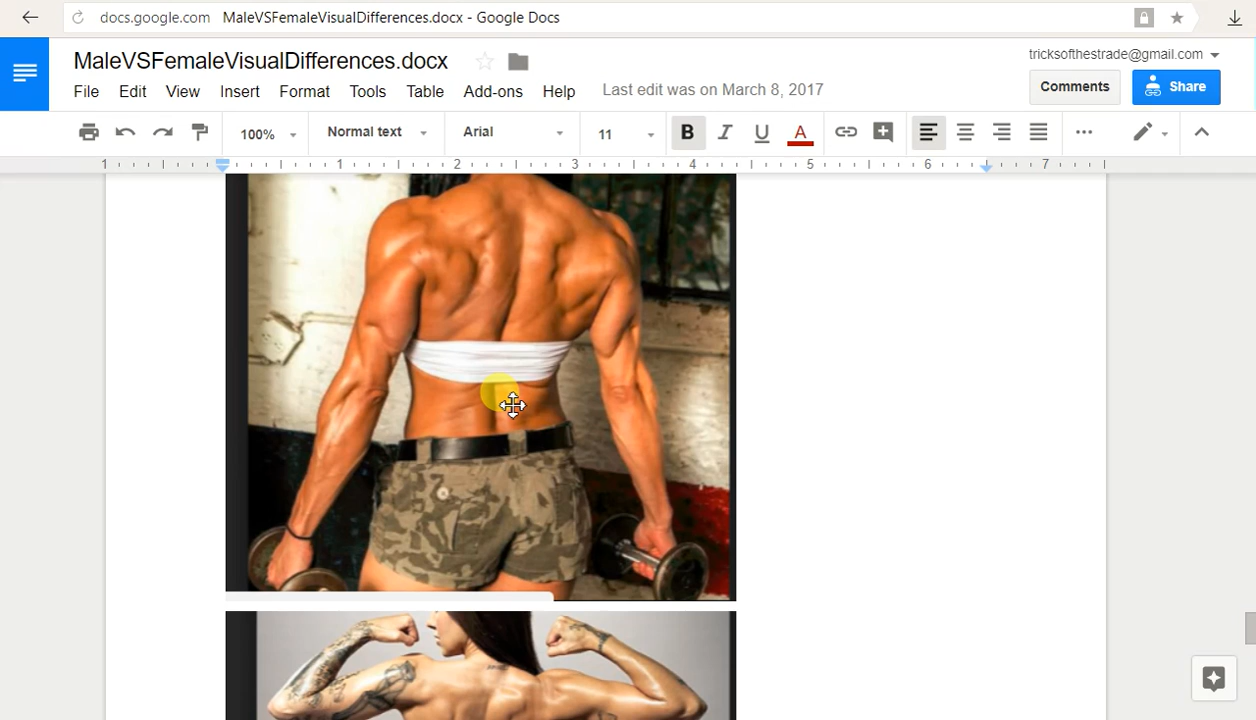 docs.google.com MaleVSFemaleVisualDifferences.docx - Google Docs
MaleVSFemaleVisualDifferences.docx
tricksofthestrade@gmail.com
File Edit View Insert Format Tools Table Add-ons Help Last edit was on March 8, 2017
Comments Share
100% Normal text Arial 11 B I U A
1 1 2 3 4 5 6 7